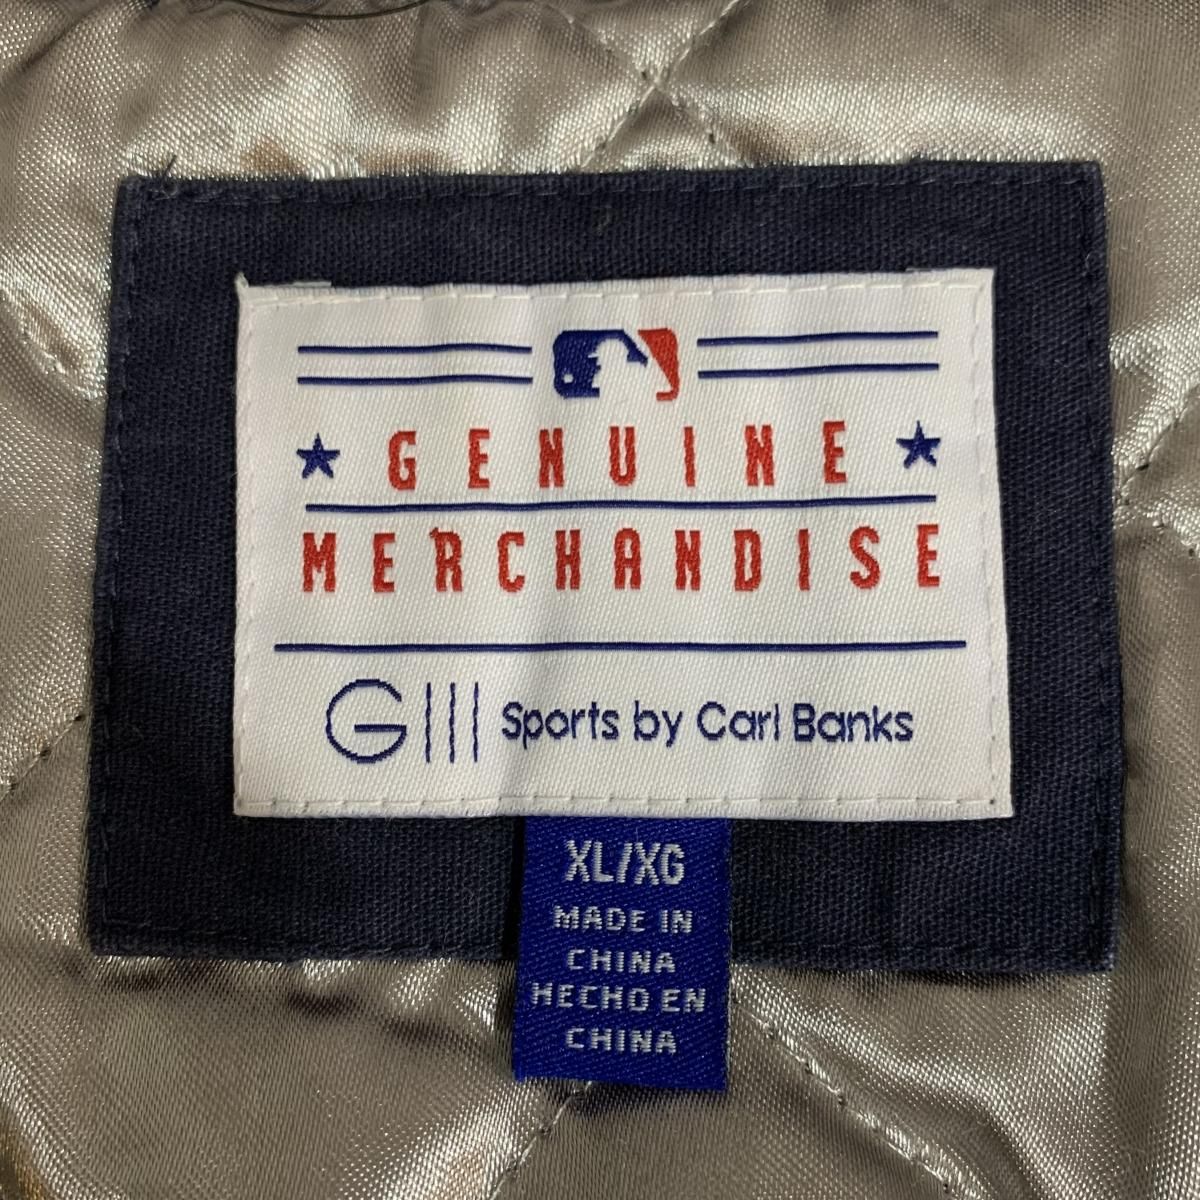 GENUINE
MERCHANDISE
GIII Sports by Carl Banks
XL/XG
MADE IN
CHINA
HECHO EN
CHINA